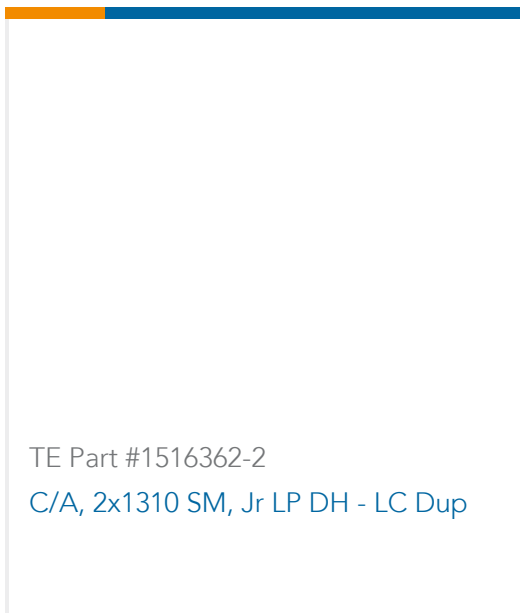 TE Part #1516362-2
C/A, 2x1310 SM, Jr LP DH - LC Dup